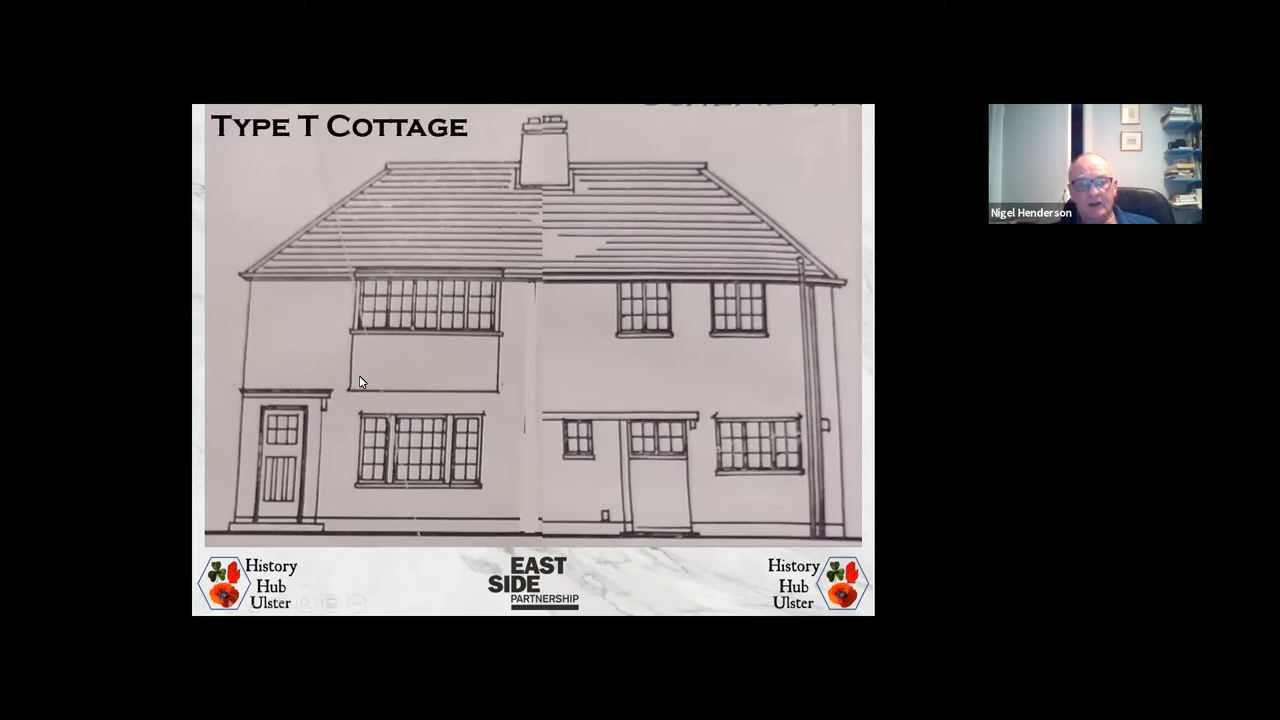 TYPE T COTTAGE
Nigel Henderson
History
Hub
Ulster
EAST
SIDE
PARTNERSHIP
History
Hub
Ulster